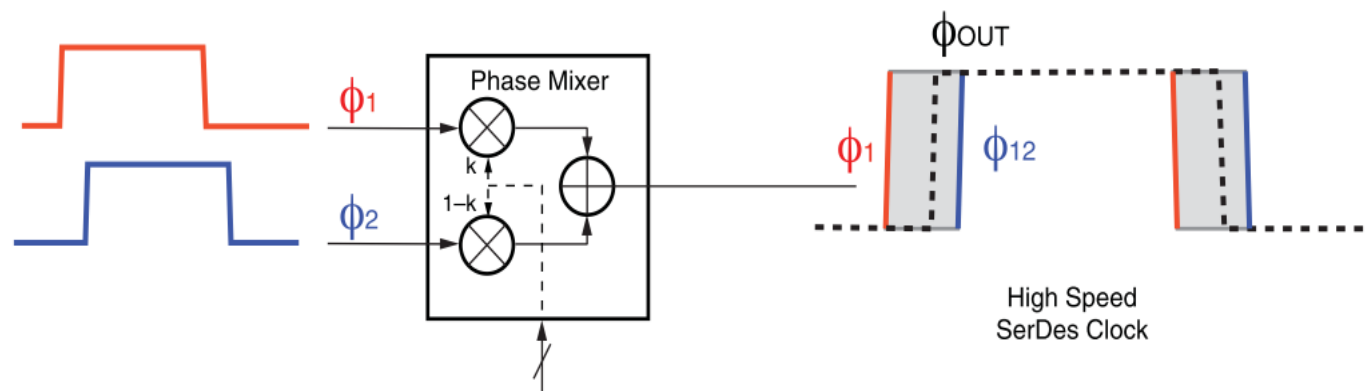 ϕOUT
Phase Mixer
ϕ1
k
ϕ1
ϕ12
1–k
ϕ2
High Speed
SerDes Clock